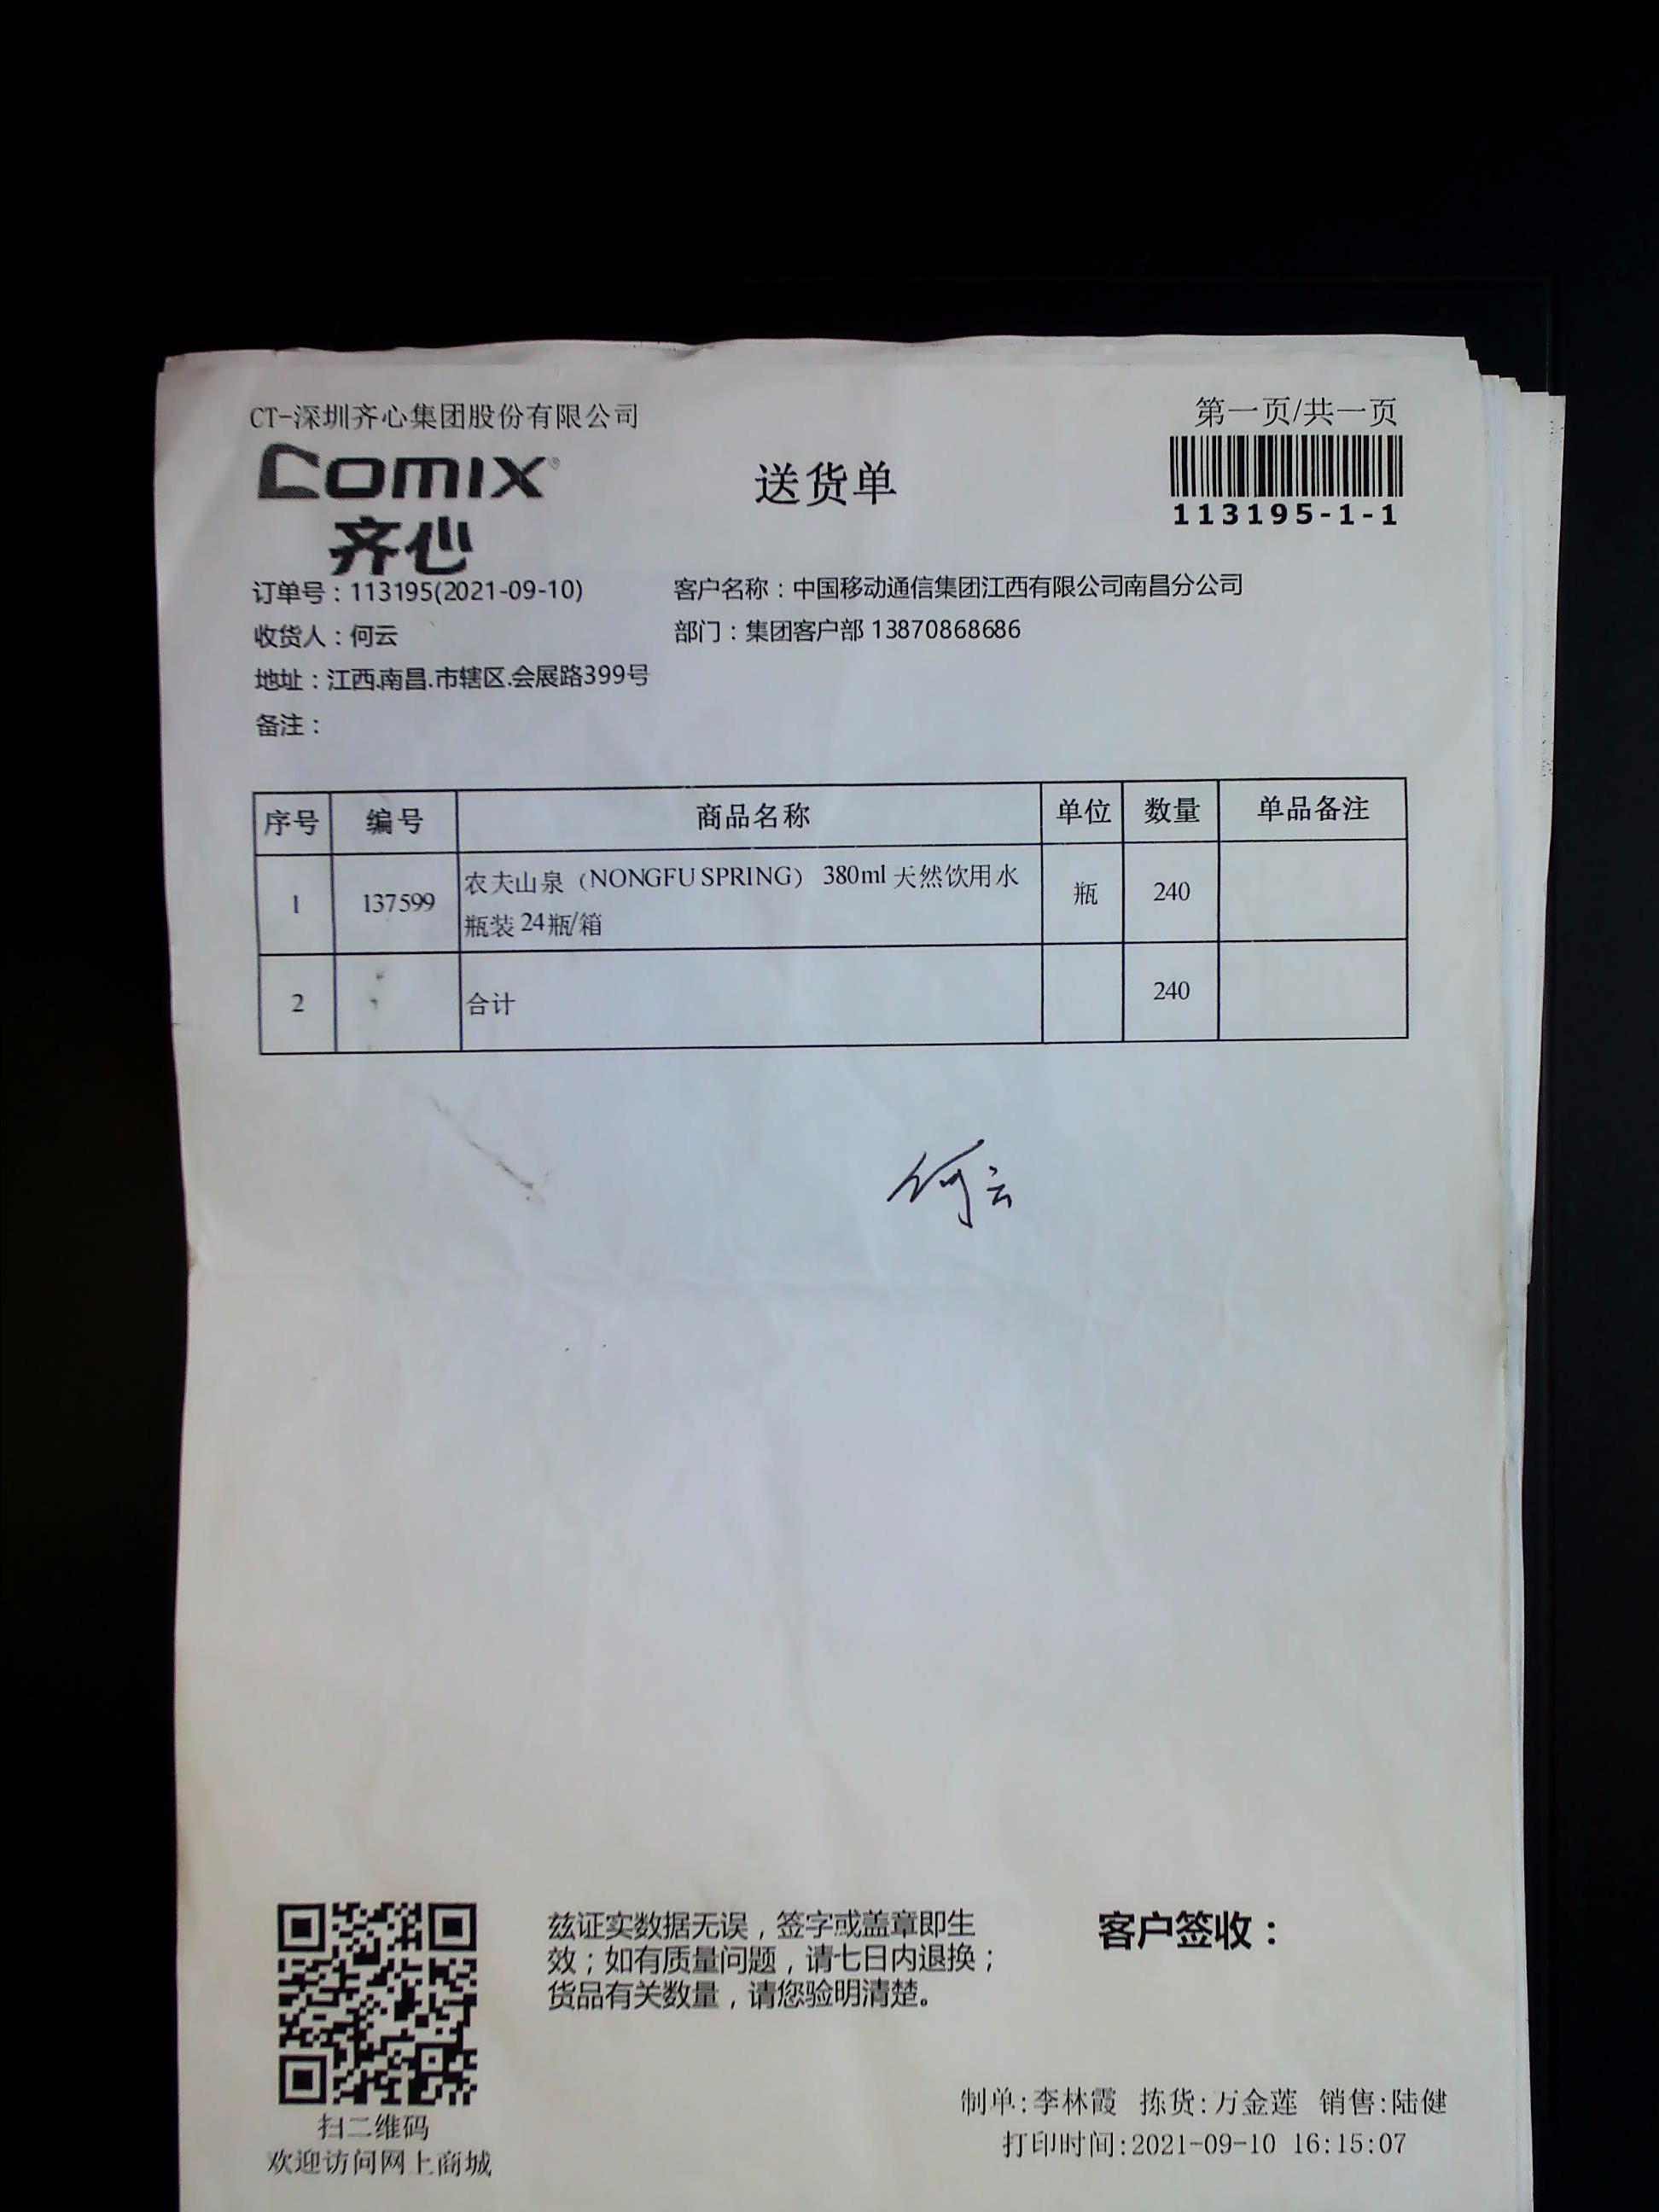 CT-深圳齐心集团股份有限公司
第一页/共一页
COMIX®
齐心
送货单
113195-1-1
订单号：113195(2021-09-10)
客户名称：中国移动通信集团江西有限公司南昌分公司
收货人：何云
部门：集团客户部 13870868686
地址：江西.南昌.市辖区.会展路399号
备注：
序号 编号 商品名称 单位 数量 单品备注
1 137599 农夫山泉（NONGFU SPRING） 380ml 天然饮用水 瓶 240
瓶装 24瓶/箱
2 合计 240
何云
兹证实数据无误，签字或盖章即生
效；如有质量问题，请七日内退换；
货品有关数量，请您验明清楚。
客户签收：
扫二维码
欢迎访问网上商城
制单:李林霞 拣货:万金莲 销售:陆健
打印时间:2021-09-10 16:15:07